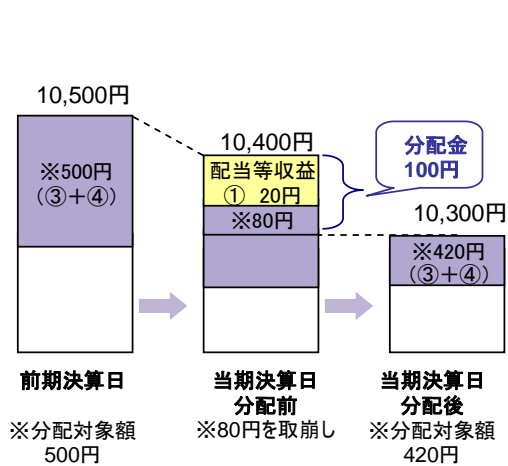 10,500円
※500円
(③+④)
10,400円
配当等収益
① 20円
※80円
分配金
100円
10,300円
※420円
(③+④)
前期決算日
※分配対象額
500円
当期決算日
分配前
※80円を取崩し
当期決算日
分配後
※分配対象額
420円